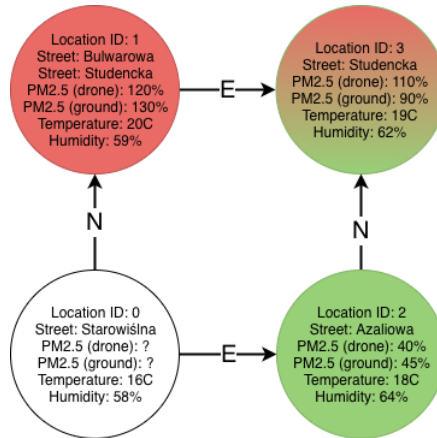 Location ID: 1
Street: Bulwarowa
Street: Studencka
PM2.5 (drone): 120%
PM2.5 (ground): 130%
Temperature: 20C
Humidity: 59%
E
Location ID: 3
Street: Studencka
PM2.5 (drone): 110%
PM2.5 (ground): 90%
Temperature: 19C
Humidity: 62%
N
N
Location ID: 0
Street: Starowiślna
PM2.5 (drone): ?
PM2.5 (ground): ?
Temperature: 16C
Humidity: 58%
E
Location ID: 2
Street: Azaliowa
PM2.5 (drone): 40%
PM2.5 (ground): 45%
Temperature: 18C
Humidity: 64%